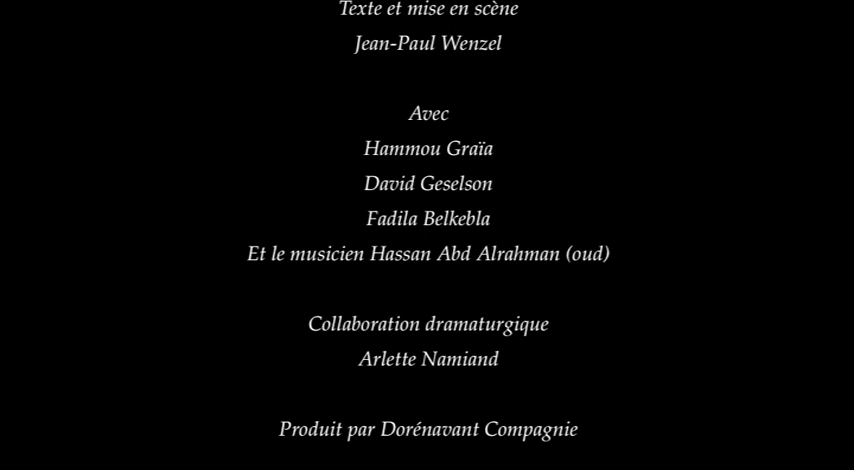 Texte et mise en scène
Jean-Paul Wenzel
Avec
Hammou Graïa
David Geselson
Fadila Belkebla
Et le musicien Hassan Abd Alrahman (oud)
Collaboration dramaturgique
Arlette Namiand
Produit par Dorénavant Compagnie